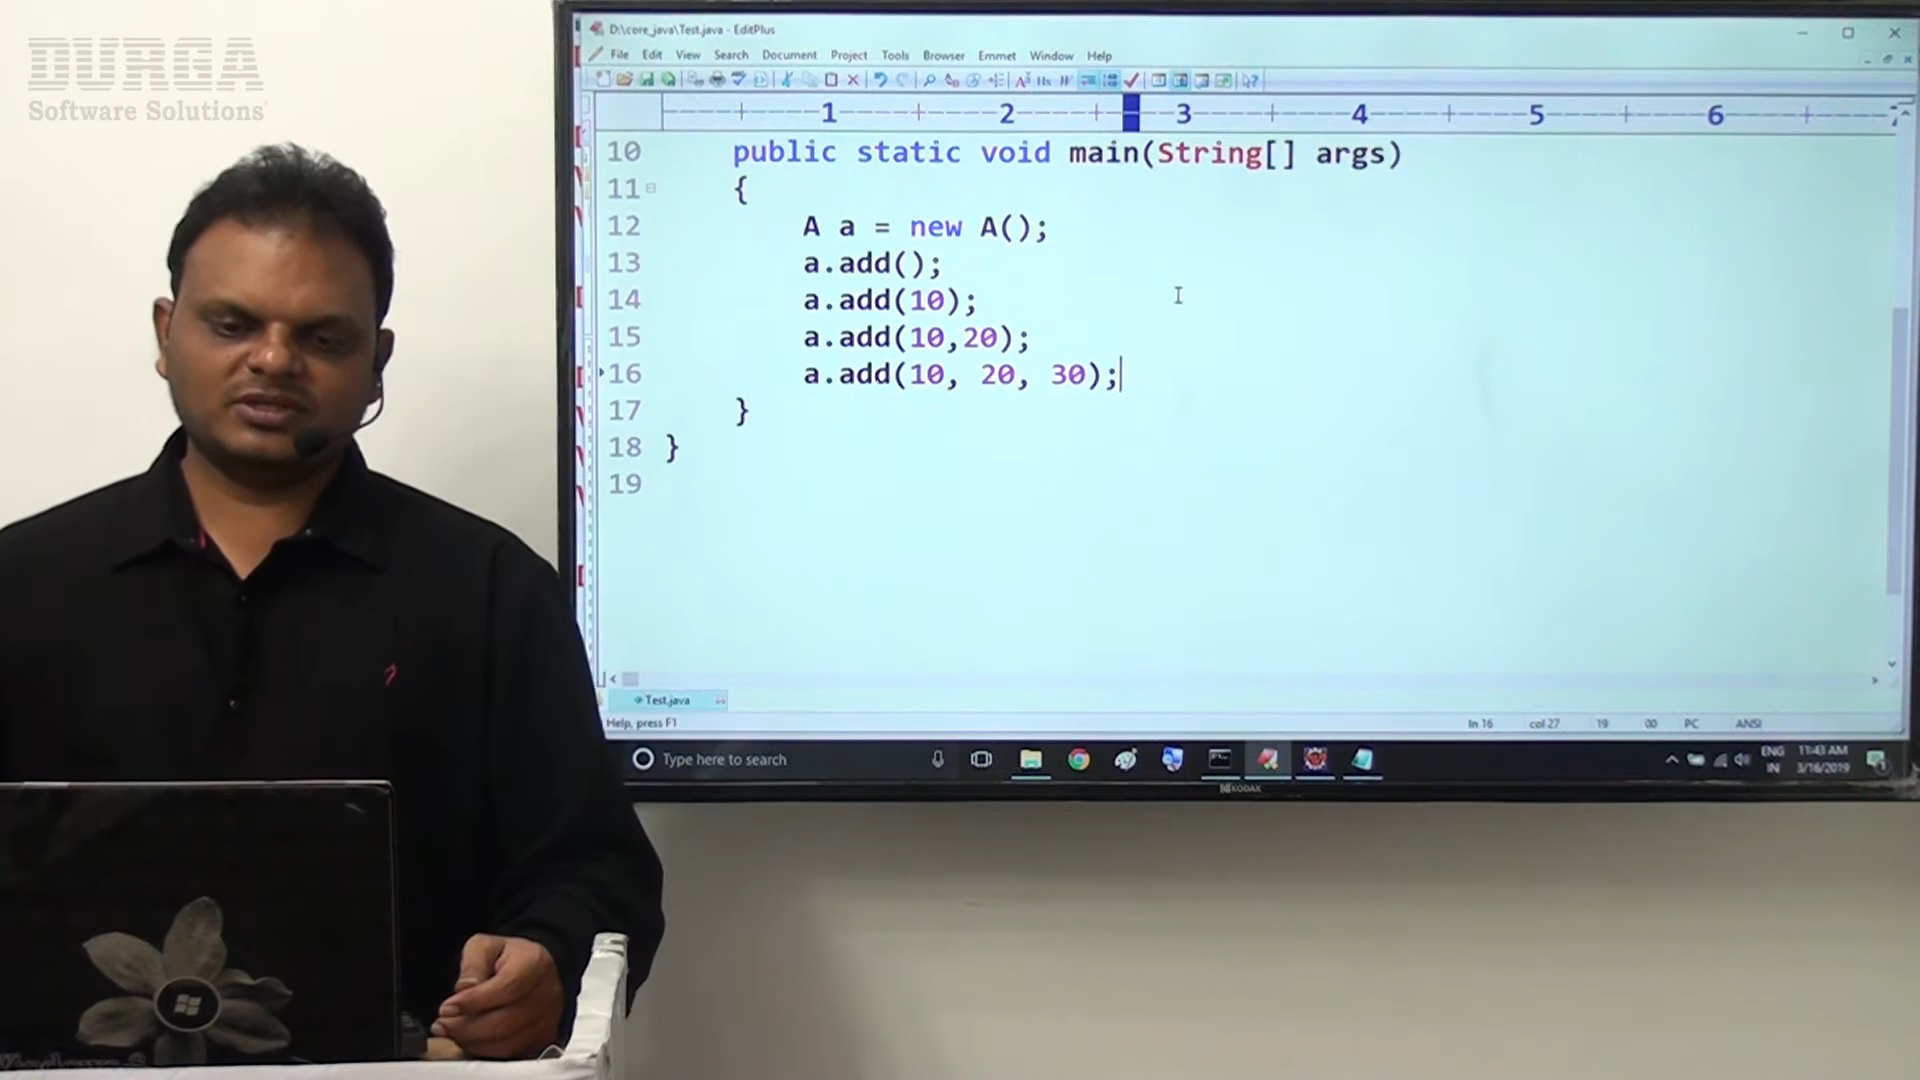 DURGA
Software Solutions
D:\core_java\Test.java - EditPlus
File Edit View Search Document Project Tools Browser Emmet Window Help
1 2 3 4 5 6
10 public static void main(String[] args)
11 {
12 A a = new A();
13 a.add();
14 a.add(10);
15 a.add(10,20);
16 a.add(10, 20, 30);
17 }
18 }
19
Test.java
Help, press F1 ln 16 col 27 19 00 PC ANSI
Type here to search
ENG 11:43 AM
IN 3/16/2019
KODAK